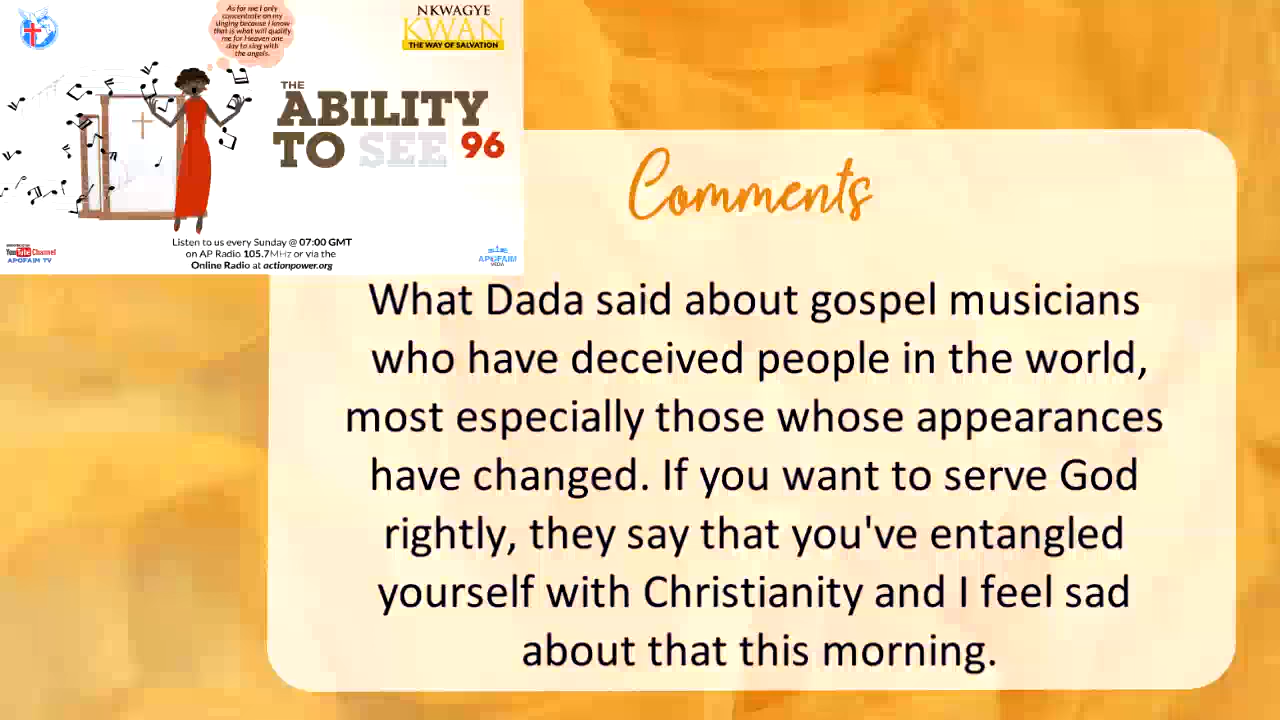 As for me I only
concentrate on my
singing because I know
that is what will qualify
me for Heaven one
day to sing with
the angels.
NKWAGYE
KWAN
THE WAY OF SALVATION
THE
ABILITY
TO SEE 96
Listen to us every Sunday @ 07:00 GMT
on AP Radio 105.7MHz or via the
Online Radio at actionpower.org
YouTube Channel
APOFAIM TV
APOFAIM
MEDIA
Comments
What Dada said about gospel musicians
who have deceived people in the world,
most especially those whose appearances
have changed. If you want to serve God
rightly, they say that you've entangled
yourself with Christianity and I feel sad
about that this morning.